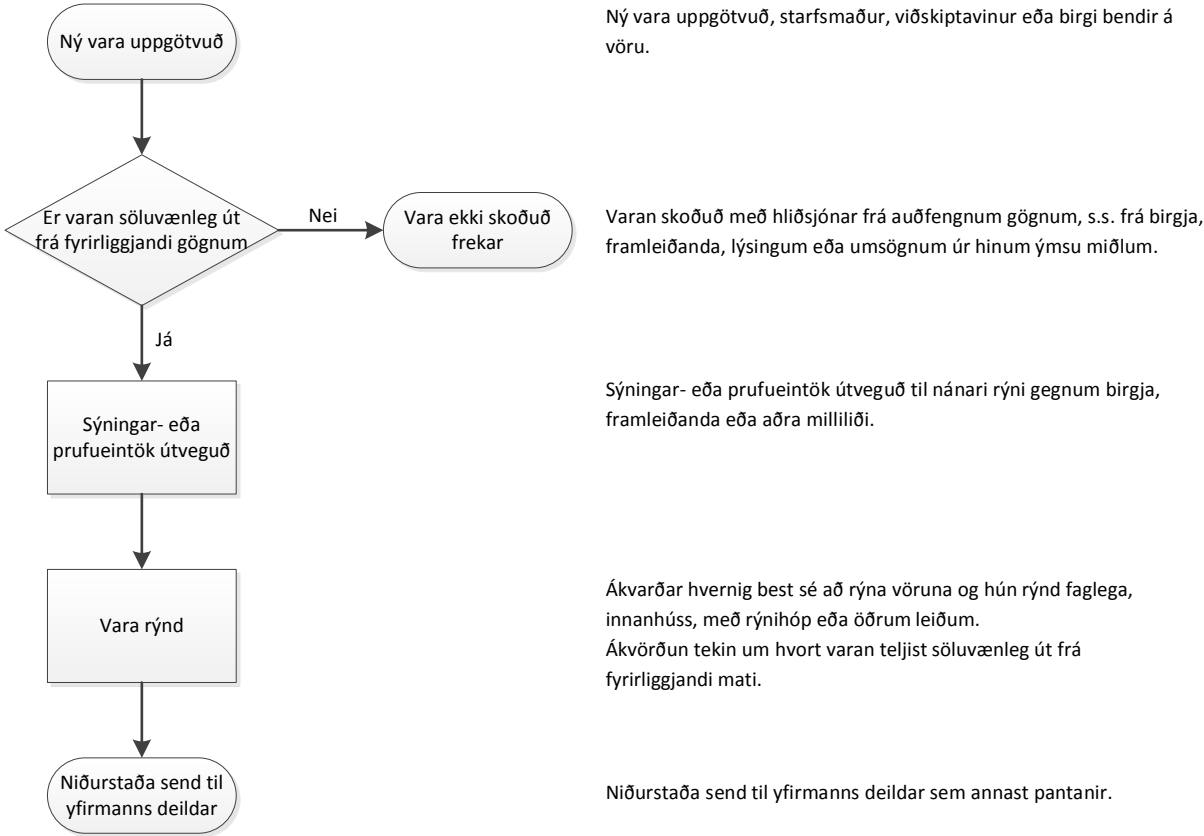 Ný vara uppgötvuð
Ný vara uppgötvuð, starfsmaður, viðskiptavinur eða birgi bendir á
vöru.
Er varan söluvænleg út
frá fyrirliggjandi gögnum
Nei
Vara ekki skoðuð
frekar
Varan skoðuð með hliðsjónar frá auðfengnum gögnum, s.s. frá birgja,
framleiðanda, lýsingum eða umsögnum úr hinum ýmsu miðlum.
Já
Sýningar- eða
prufueintök útveguð
Sýningar- eða prufueintök útveguð til nánari rýni gegnum birgja,
framleiðanda eða aðra milliliði.
Vara rýnd
Ákvarðar hvernig best sé að rýna vöruna og hún rýnd faglega,
innanhúss, með rýnihóp eða öðrum leiðum.
Ákvörðun tekin um hvort varan teljist söluvænleg út frá
fyrirliggjandi mati.
Niðurstaða send til
yfirmanns deildar
Niðurstaða send til yfirmanns deildar sem annast pantanir.